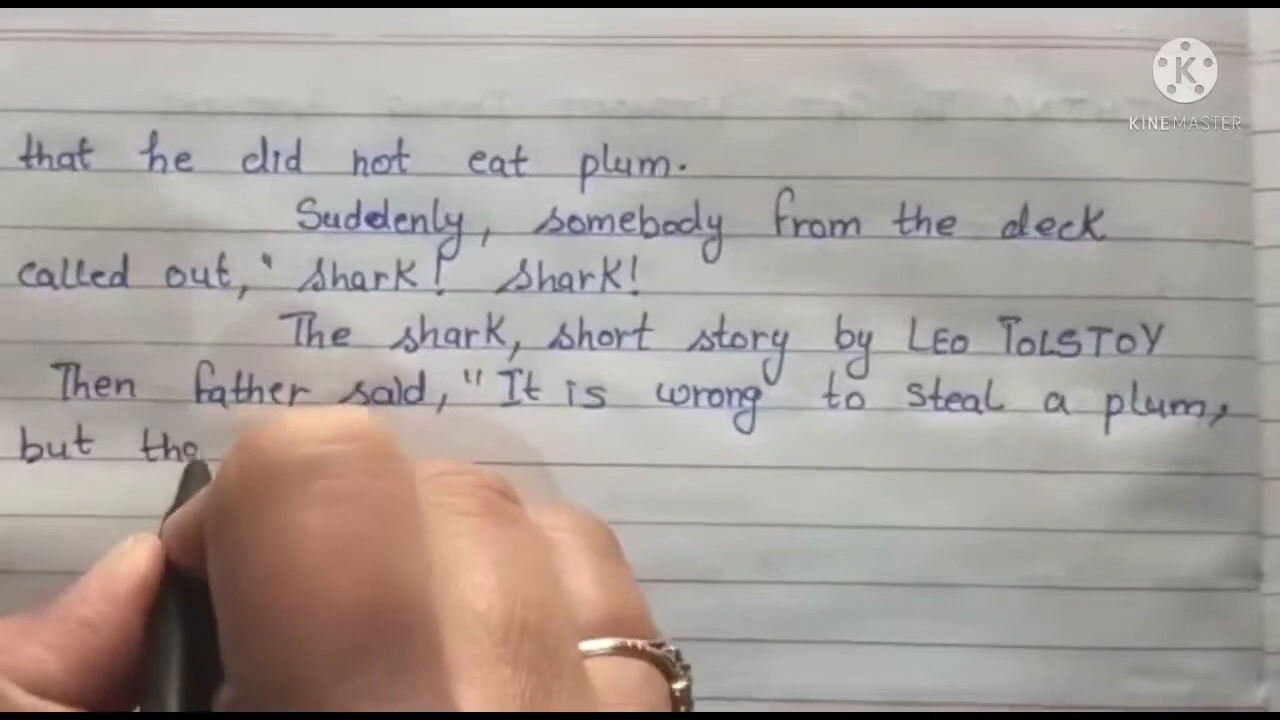 that he did not eat plum.
Suddenly, somebody from the deck
called out, " shark! shark!
The shark, short story by LEO TOLSTOY
Then father said, "It is wrong to steal a plum,
but the
K
KINEMASTER